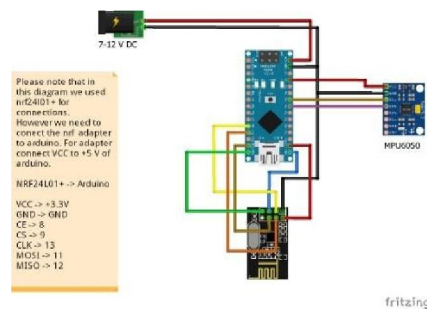 7-12 V DC
Please note that in
this diagram we used
nrf24l01+ for
connections.
However we need to
conect the nrf adapter
to arduino. For adapter
connect VCC to +5 V of
arduino.
NRF24L01+ -> Arduino
VCC -> +3.3V
GND -> GND
CE -> 8
CS -> 9
CLK -> 13
MOSI -> 11
MISO -> 12
MPU6050
fritzing